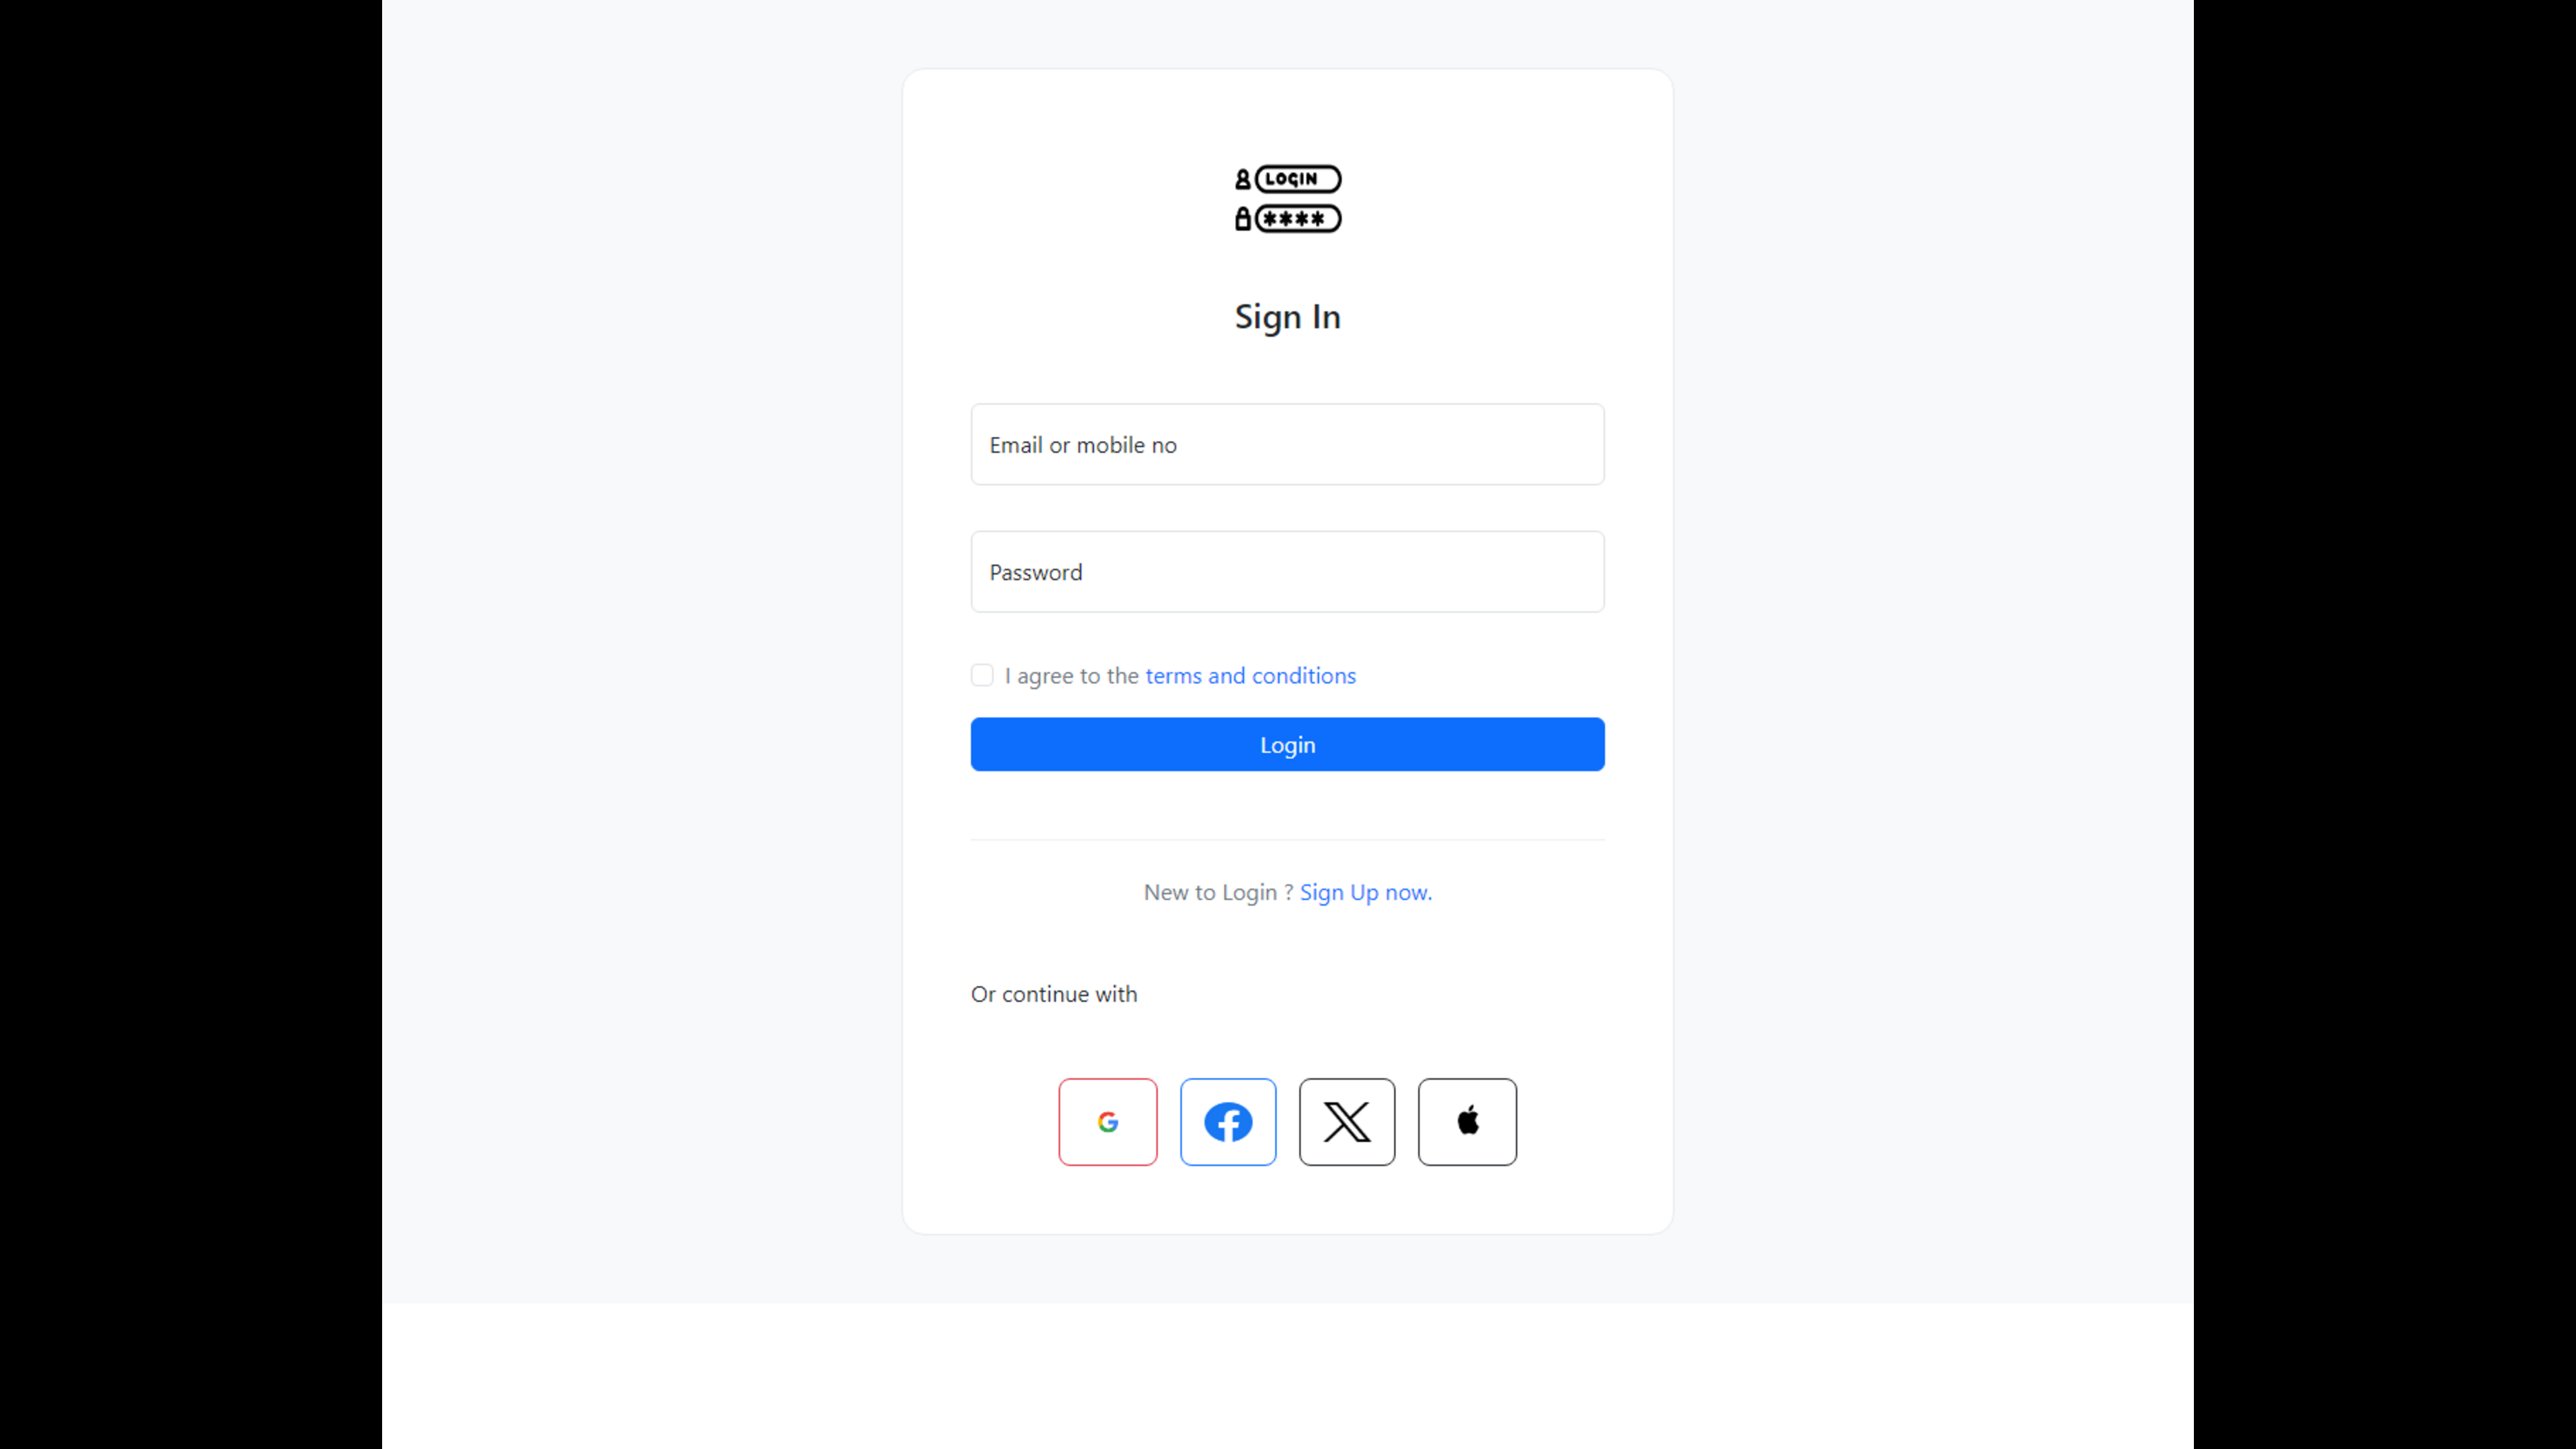 LOGIN
****
Sign In
Email or mobile no
Password
I agree to the terms and conditions
Login
New to Login ? Sign Up now.
Or continue with